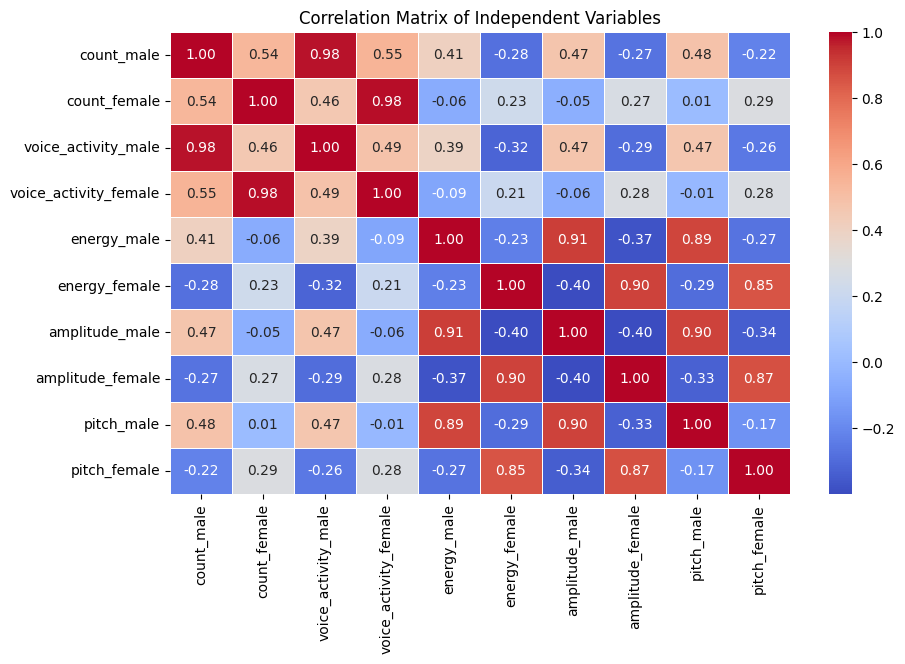 Correlation Matrix of Independent Variables
count_male 1.00 0.54 0.98 0.55 0.41 -0.28 0.47 -0.27 0.48 -0.22
count_female 0.54 1.00 0.46 0.98 -0.06 0.23 -0.05 0.27 0.01 0.29
voice_activity_male 0.98 0.46 1.00 0.49 0.39 -0.32 0.47 -0.29 0.47 -0.26
voice_activity_female 0.55 0.98 0.49 1.00 -0.09 0.21 -0.06 0.28 -0.01 0.28
energy_male 0.41 -0.06 0.39 -0.09 1.00 -0.23 0.91 -0.37 0.89 -0.27
energy_female -0.28 0.23 -0.32 0.21 -0.23 1.00 -0.40 0.90 -0.29 0.85
amplitude_male 0.47 -0.05 0.47 -0.06 0.91 -0.40 1.00 -0.40 0.90 -0.34
amplitude_female -0.27 0.27 -0.29 0.28 -0.37 0.90 -0.40 1.00 -0.33 0.87
pitch_male 0.48 0.01 0.47 -0.01 0.89 -0.29 0.90 -0.33 1.00 -0.17
pitch_female -0.22 0.29 -0.26 0.28 -0.27 0.85 -0.34 0.87 -0.17 1.00
count_male
count_female
voice_activity_male
voice_activity_female
energy_male
energy_female
amplitude_male
amplitude_female
pitch_male
pitch_female
1.0
0.8
0.6
0.4
0.2
0.0
−0.2